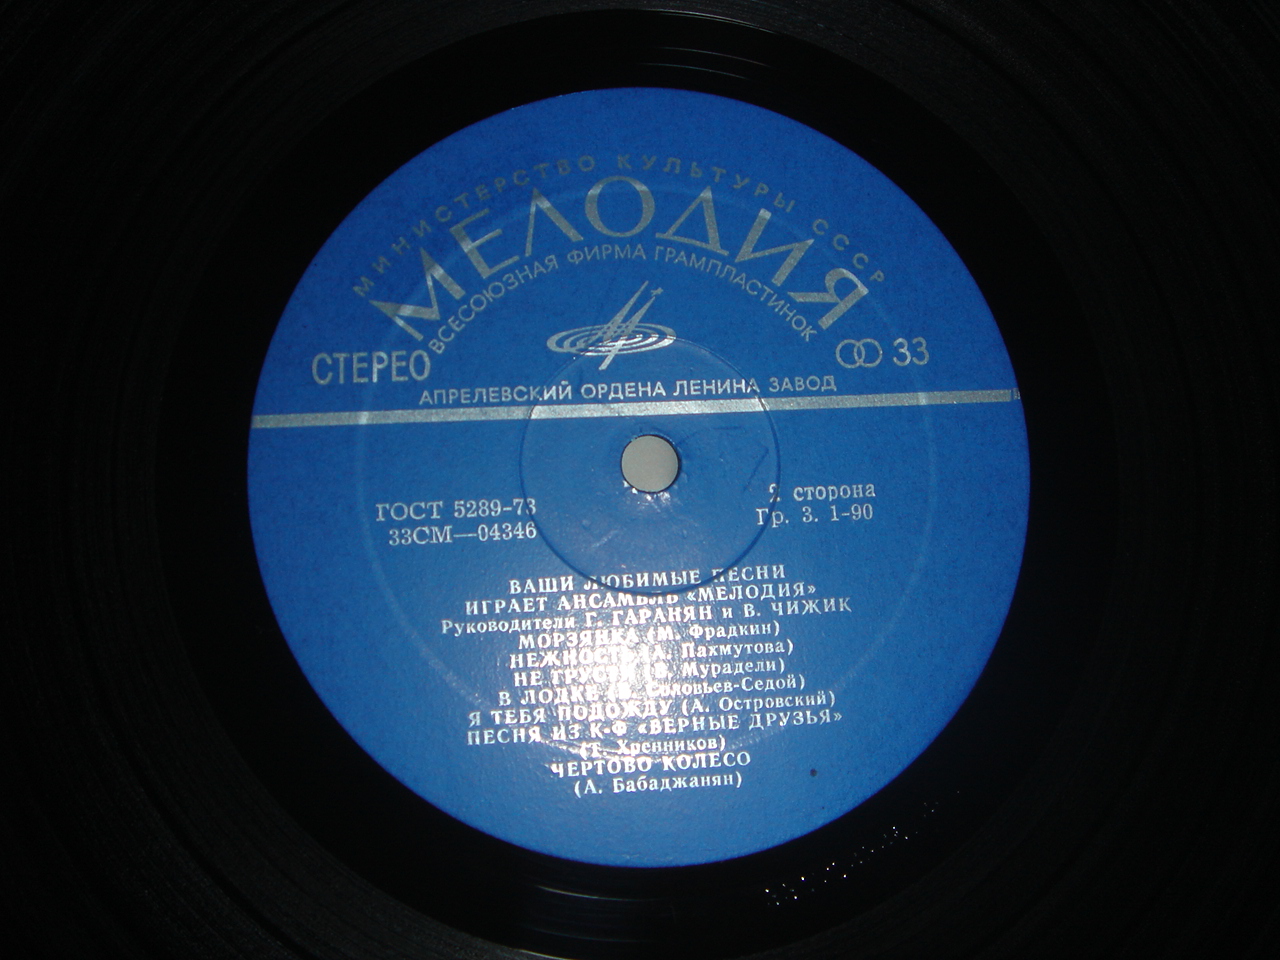 МИНИСТЕРСТВО КУЛЬТУРЫ СССР
МЕЛОДИЯ
ВСЕСОЮЗНАЯ ФИРМА ГРАМПЛАСТИНОК
СТЕРЕО
33
АПРЕЛЕВСКИЙ ОРДЕНА ЛЕНИНА ЗАВОД
ГОСТ 5289-73
2 сторона
33СМ—04346
Гр. 3. 1-90
ВАШИ ЛЮБИМЫЕ ПЕСНИ
ИГРАЕТ АНСАМБЛЬ «МЕЛОДИЯ»
Руководители Г. ГАРАНЯН и В. ЧИЖИК
МОРЗЯНКА (М. Фрадкин)
НЕЖНОСТЬ (А. Пахмутова)
НЕ ГРУСТИ (В. Мурадели)
В ЛОДКЕ (В. Соловьев-Седой)
Я ТЕБЯ ПОДОЖДУ (А. Островский)
ПЕСНЯ ИЗ К-Ф «ВЕРНЫЕ ДРУЗЬЯ»
(Т. Хренников)
ЧЕРТОВО КОЛЕСО
(А. Бабаджанян)